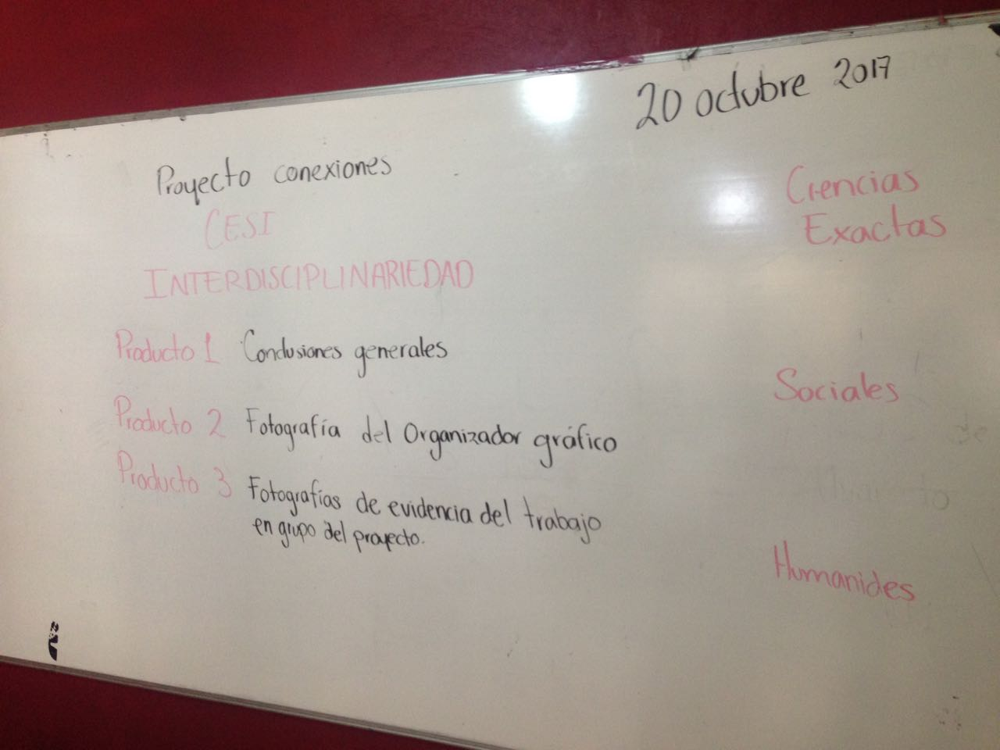 20 octubre 2017
Proyecto conexiones
CESI
INTERDISCIPLINARIEDAD
Producto 1 Conclusiones generales
Producto 2 Fotografía del Organizador gráfico
Producto 3 Fotografías de evidencia del trabajo
en grupo del proyecto.
Ciencias
Exactas
Sociales
Humanides